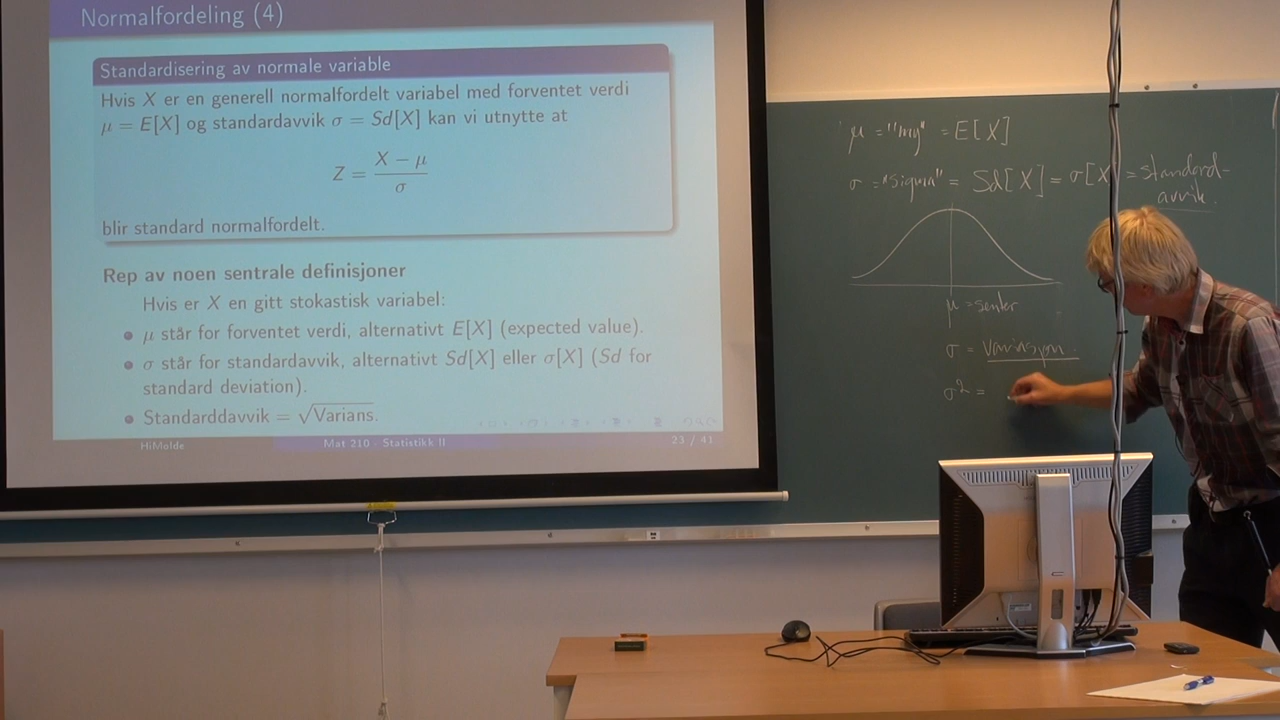 Normalfordeling (4)
Standardisering av normale variable
Hvis X er en generell normalfordelt variabel med forventet verdi
μ = E[X] og standardavvik σ = Sd[X] kan vi utnytte at
Z = (X − μ) / σ
blir standard normalfordelt.
Rep av noen sentrale definisjoner
Hvis er X en gitt stokastisk variabel:
• μ står for forventet verdi, alternativt E[X] (expected value).
• σ står for standardavvik, alternativt Sd[X] eller σ[X] (Sd for
standard deviation).
• Standarddavvik = √Varians.
HiMolde Mat 210 - Statistikk II 23 / 41
μ = "my" = E[X]
σ = "sigma" = Sd[X] = σ[X] = standard-
avvik.
μ = senter
σ = Variasjon
σ² =